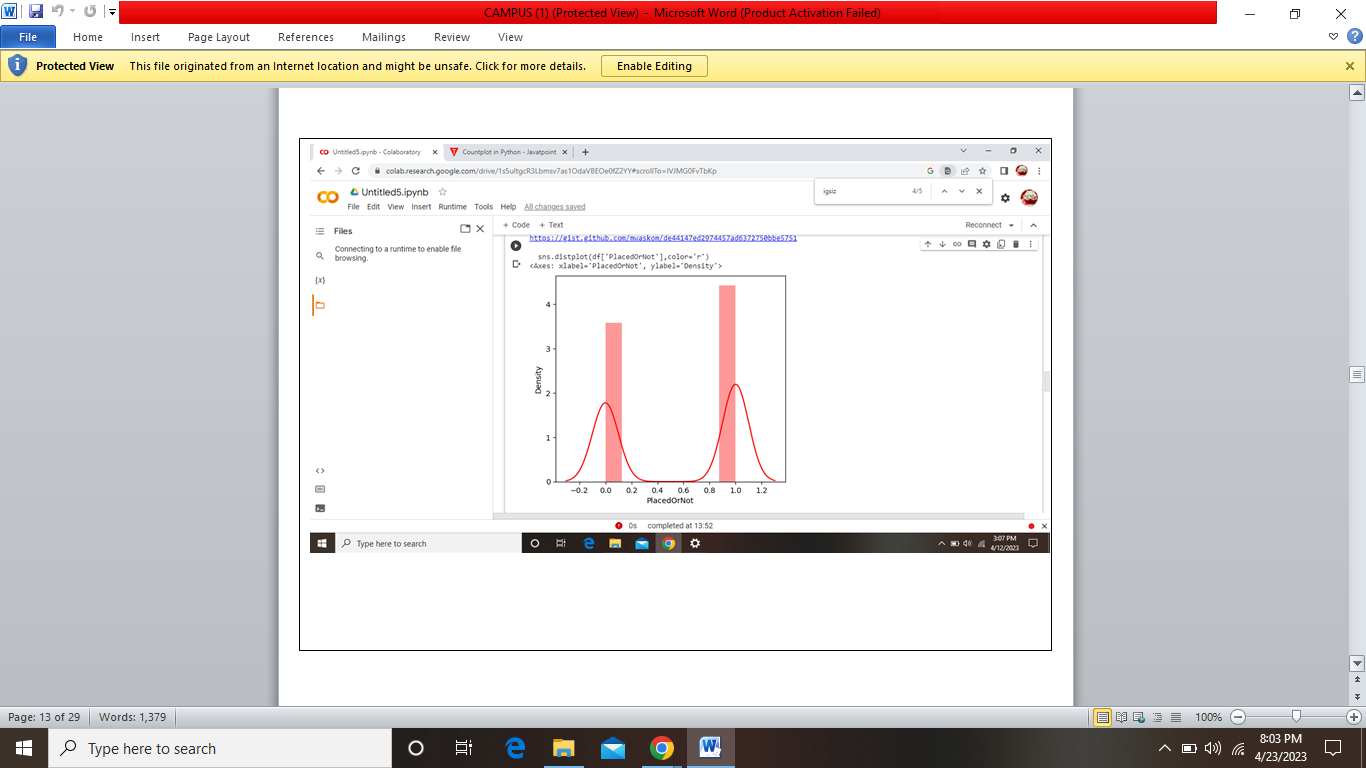 CAMPUS (1) (Protected View) - Microsoft Word (Product Activation Failed)
File Home Insert Page Layout References Mailings Review View
Protected View This file originated from an Internet location and might be unsafe. Click for more details. Enable Editing
Untitled5.ipynb - Colaboratory Countplot in Python - Javatpoint
colab.research.google.com/drive/1s5ultgcR3Lbmsv7as1OdaV8EOe0fZ2YY#scrollTo=IVJMG0FvTbKp
igsiz 4/5
Untitled5.ipynb
File Edit View Insert Runtime Tools Help All changes saved
Files
+ Code + Text Reconnect
Connecting to a runtime to enable file
browsing.
https://gist.github.com/mwaskom/de44147ed2974457ad6372750bbe5751
sns.distplot(df['PlacedOrNot'],color='r')
<Axes: xlabel='PlacedOrNot', ylabel='Density'>
{x}
4
3
Density
2
1
0
−0.2 0.0 0.2 0.4 0.6 0.8 1.0 1.2
PlacedOrNot
0s completed at 13:52
Type here to search
3:07 PM
4/12/2023
Page: 13 of 29 Words: 1,379 100%
Type here to search
8:03 PM
4/23/2023